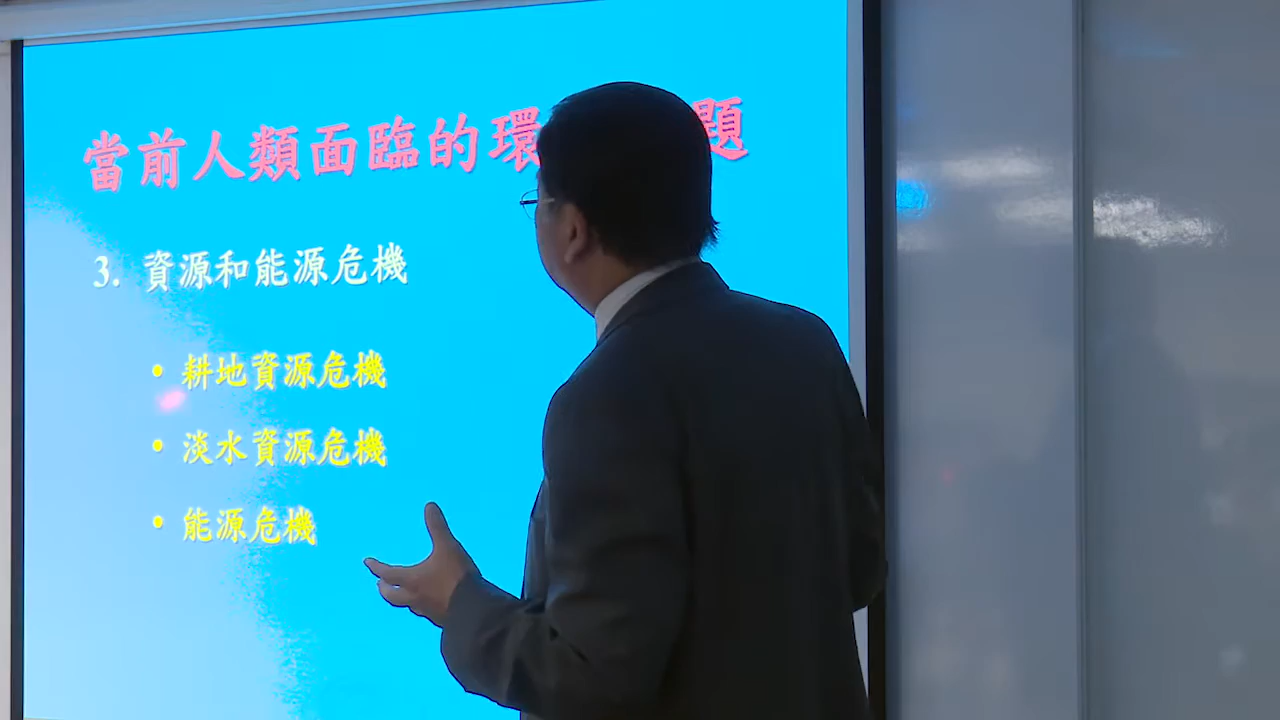 當前人類面臨的環題
3. 資源和能源危機
• 耕地資源危機
• 淡水資源危機
• 能源危機